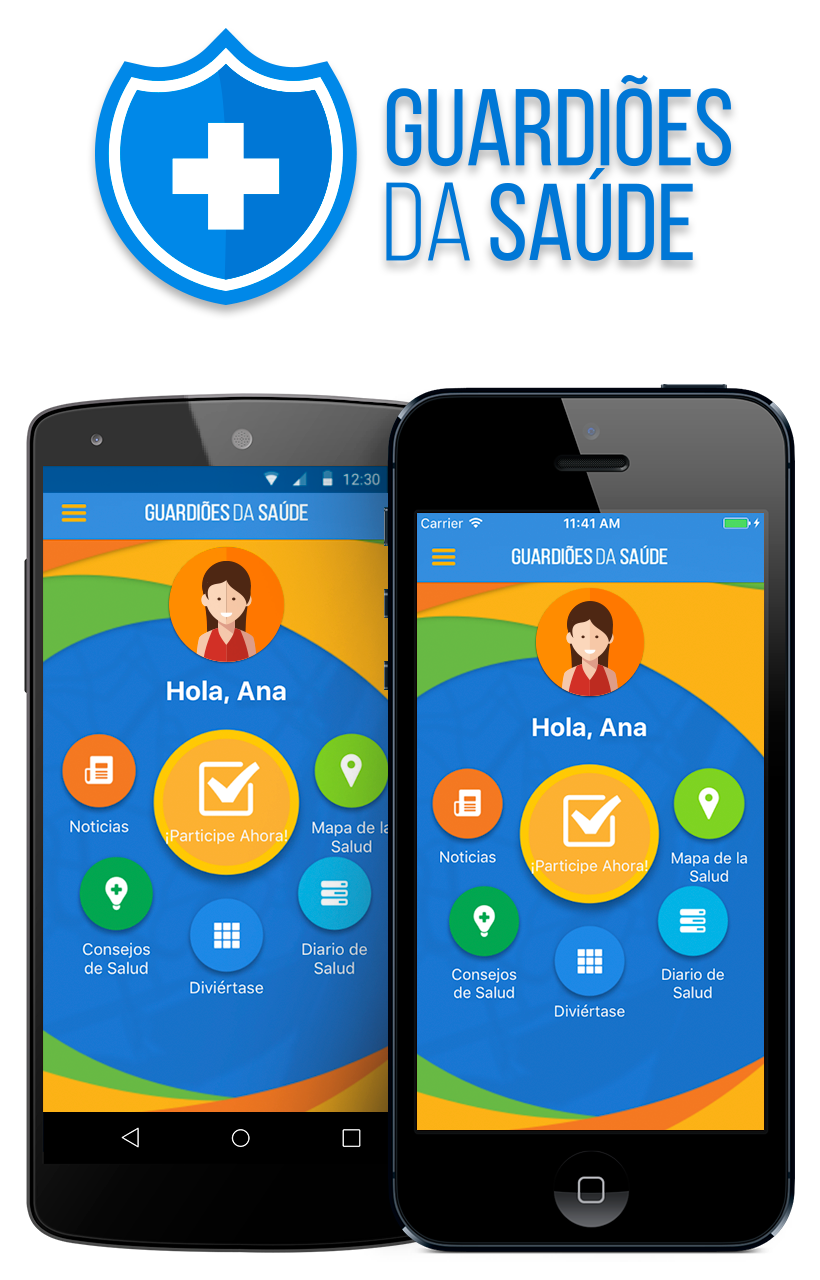 GUARDIÕES
DA SAÚDE
12:30
GUARDIÕES DA SAÚDE
Hola, Ana
Noticias
¡Participe Ahora!
Mapa de la
Salud
Consejos
de Salud
Diviértase
Diario de
Salud
Carrier
11:41 AM
GUARDIÕES DA SAÚDE
Hola, Ana
Noticias
¡Participe Ahora!
Mapa de la
Salud
Consejos
de Salud
Diviértase
Diario de
Salud